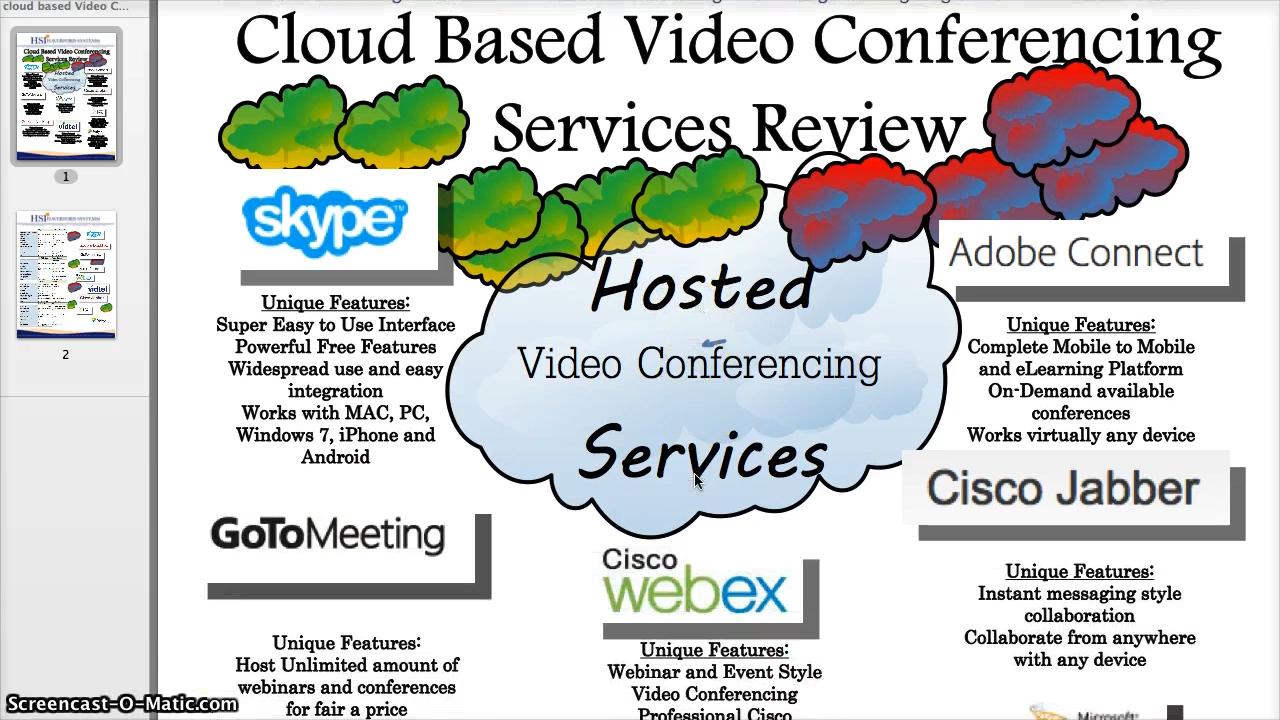 cloud based Video C...
Cloud Based Video Conferencing
Services Review
1
2
skype™
Unique Features:
Super Easy to Use Interface
Powerful Free Features
Widespread use and easy
integration
Works with MAC, PC,
Windows 7, iPhone and
Android
Hosted
Video Conferencing
Services
Adobe Connect
Unique Features:
Complete Mobile to Mobile
and eLearning Platform
On-Demand available
conferences
Works virtually any device
GoToMeeting
Unique Features:
Host Unlimited amount of
webinars and conferences
for fair a price
Cisco
webex
Unique Features:
Webinar and Event Style
Video Conferencing
Professional Cisco
Cisco Jabber
Unique Features:
Instant messaging style
collaboration
Collaborate from anywhere
with any device
Microsoft
Screencast-O-Matic.com